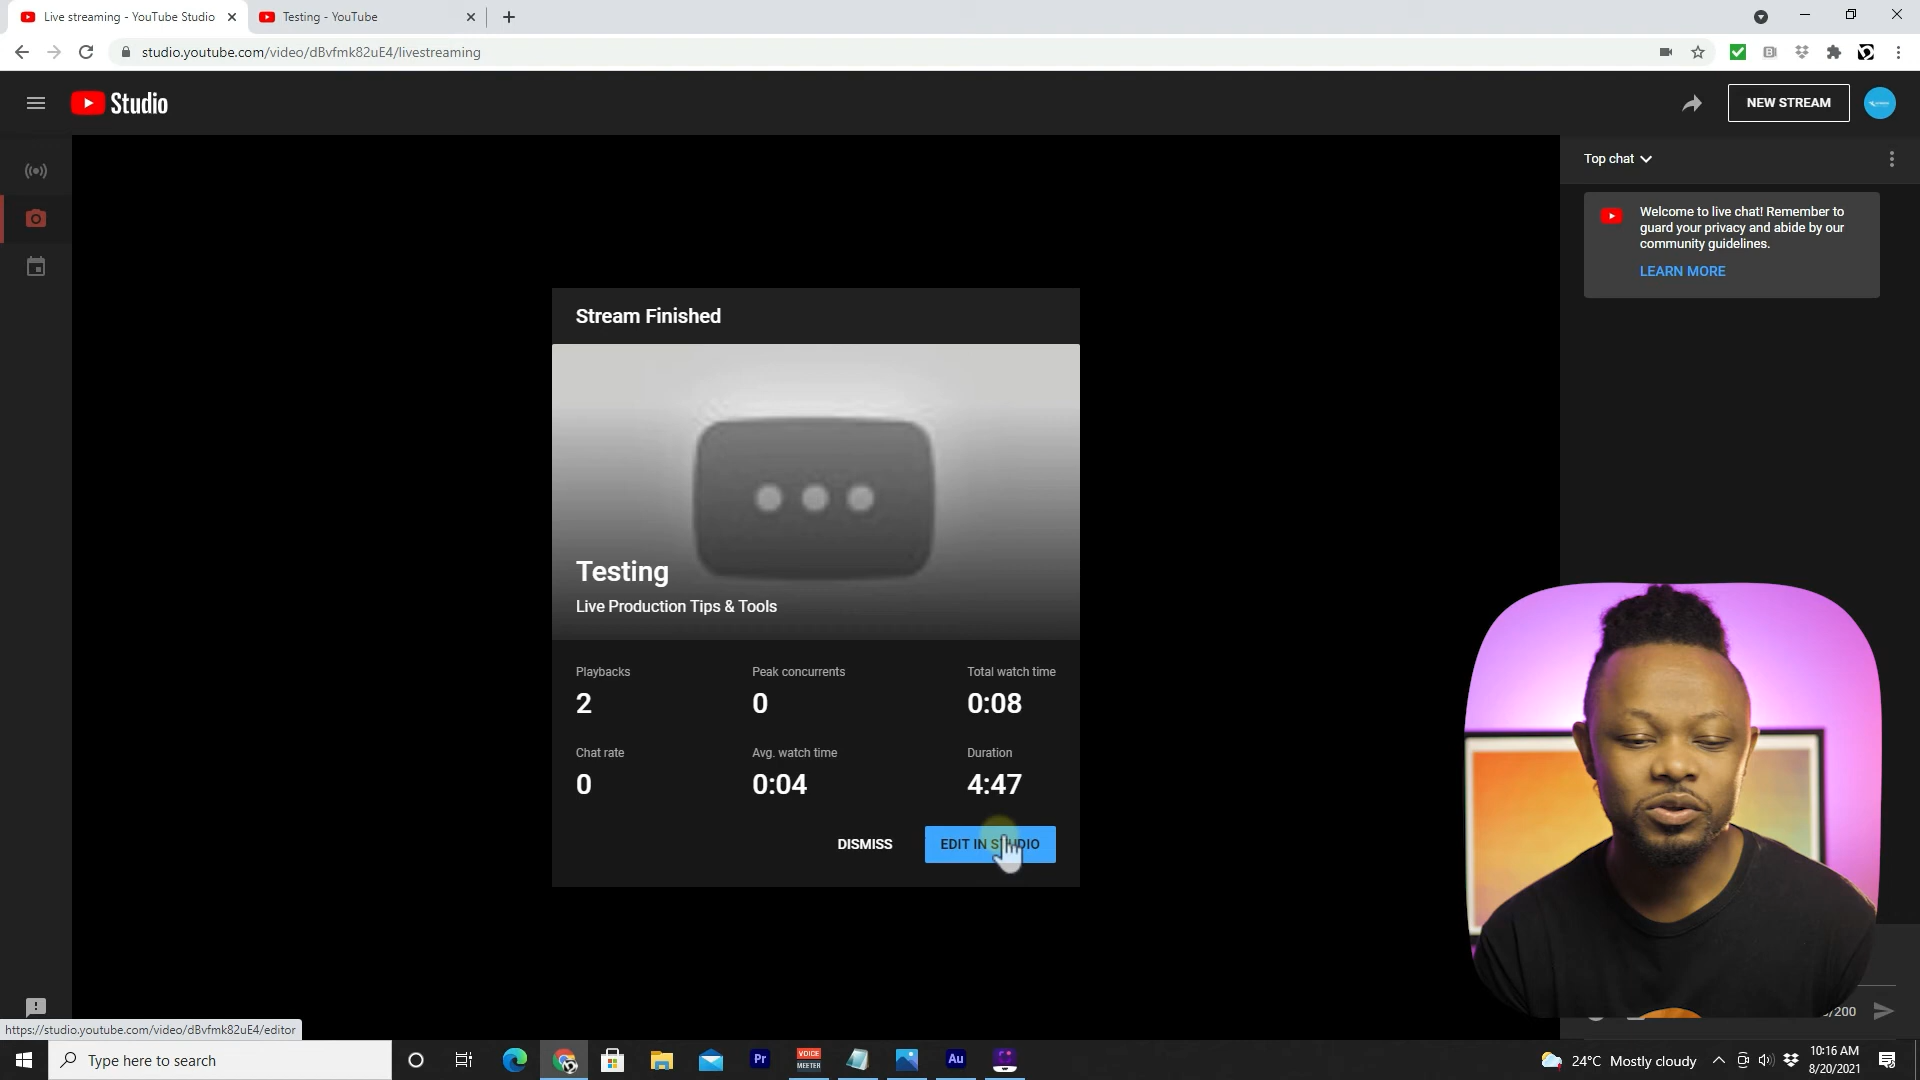 Live streaming - YouTube Studio
Testing - YouTube
studio.youtube.com/video/dBvfmk82uE4/livestreaming
Studio
NEW STREAM
Top chat
Welcome to live chat! Remember to
guard your privacy and abide by our
community guidelines.
LEARN MORE
Stream Finished
Testing
Live Production Tips & Tools
Playbacks
Peak concurrents
Total watch time
2
0
0:08
Chat rate
Avg. watch time
Duration
0
0:04
4:47
DISMISS
EDIT IN STUDIO
/200
https://studio.youtube.com/video/dBvfmk82uE4/editor
Type here to search
Pr
VOICE
MEETER
Au
24°C Mostly cloudy
10:16 AM
8/20/2021